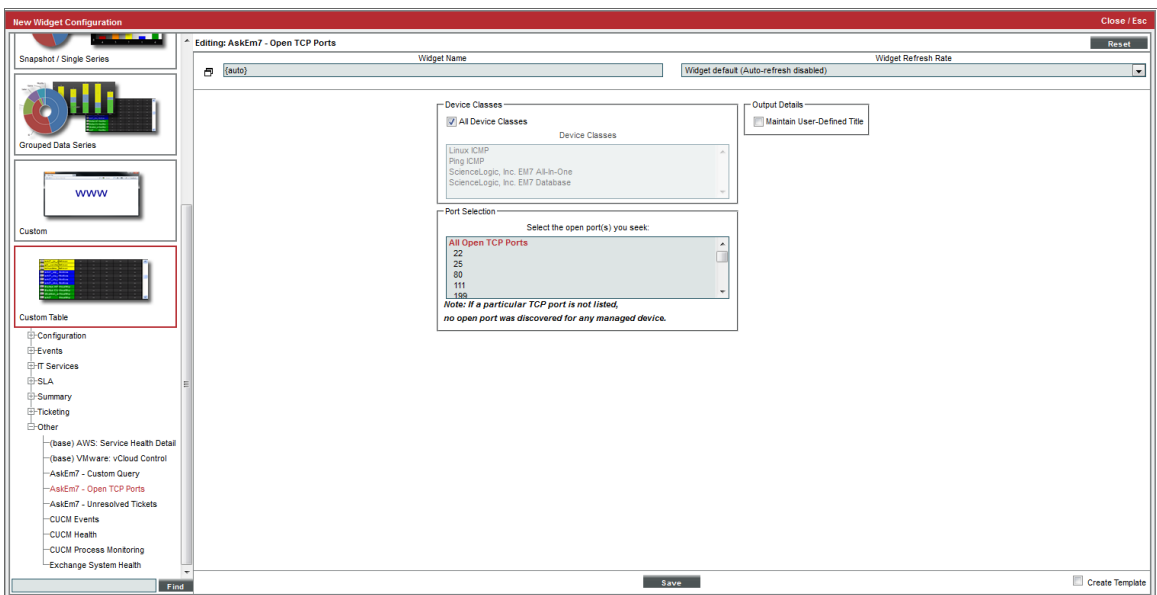 New Widget Configuration
Close / Esc
Snapshot / Single Series
Grouped Data Series
www
Custom
Custom Table
Configuration
Events
IT Services
SLA
Summary
Ticketing
Other
(base) AWS: Service Health Detail
(base) VMware: vCloud Control
AskEm7 - Custom Query
AskEm7 - Open TCP Ports
AskEm7 - Unresolved Tickets
CUCM Events
CUCM Health
CUCM Process Monitoring
Exchange System Health
Find
Editing: AskEm7 - Open TCP Ports
Reset
Widget Name
Widget Refresh Rate
{auto}
Widget default (Auto-refresh disabled)
Device Classes
All Device Classes
Device Classes
Linux ICMP
Ping ICMP
ScienceLogic, Inc. EM7 All-In-One
ScienceLogic, Inc. EM7 Database
Output Details
Maintain User-Defined Title
Port Selection
Select the open port(s) you seek:
All Open TCP Ports
22
25
80
111
199
Note: If a particular TCP port is not listed,
no open port was discovered for any managed device.
Save
Create Template